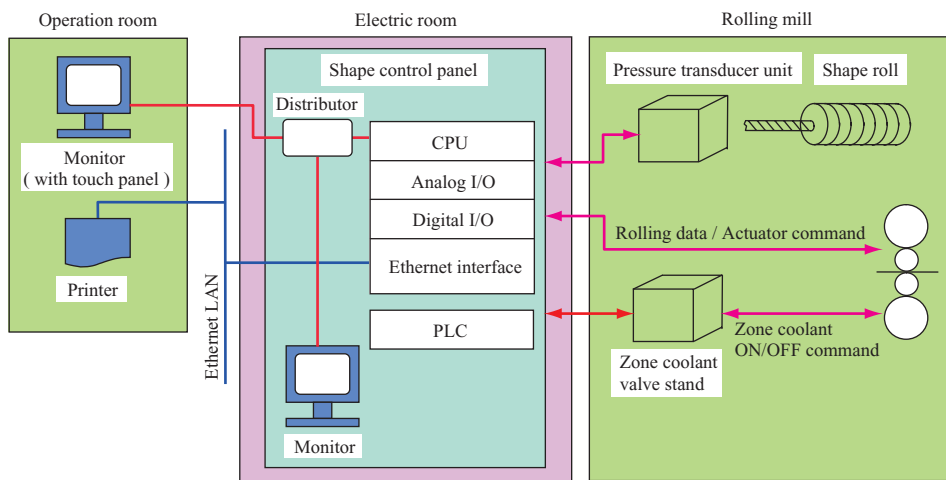 Operation room
Electric room
Rolling mill
Monitor
( with touch panel )
Printer
Ethernet LAN
Shape control panel
Distributor
CPU
Analog I/O
Digital I/O
Ethernet interface
PLC
Monitor
Pressure transducer unit
Shape roll
Rolling data / Actuator command
Zone coolant
ON/OFF command
Zone coolant
valve stand